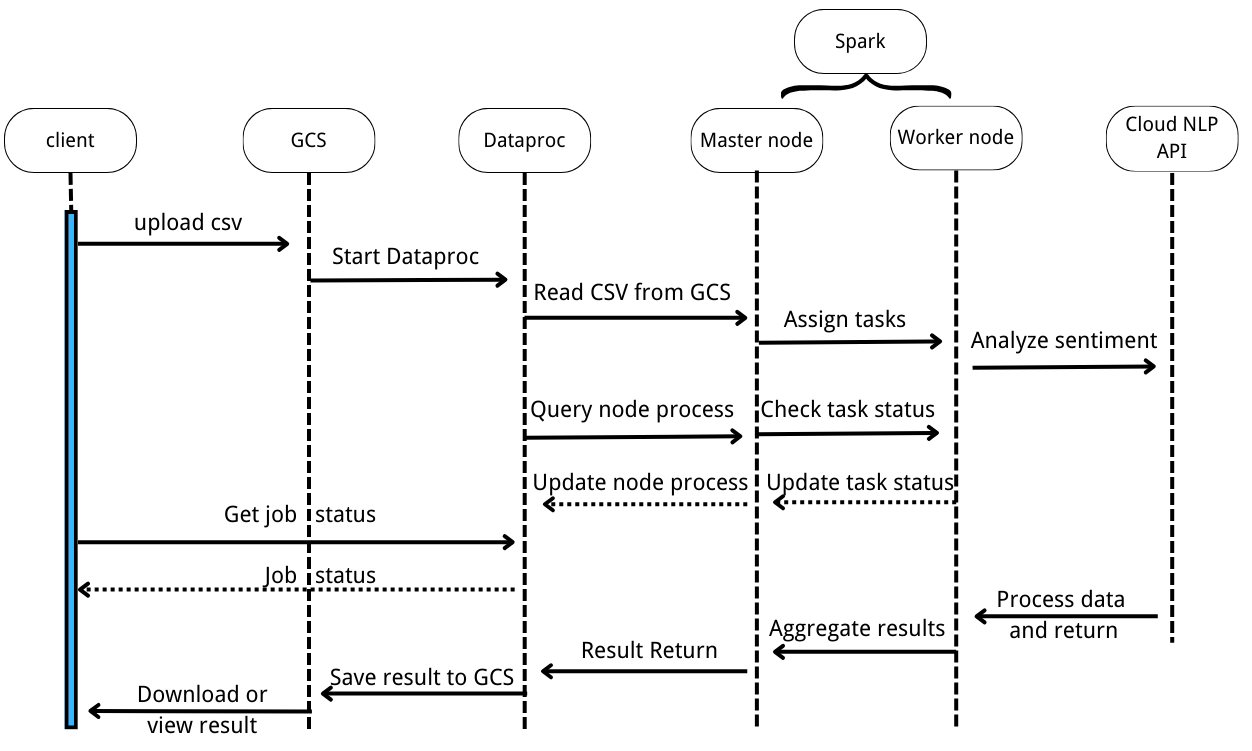 Spark
client
GCS
Dataproc
Master node
Worker node
Cloud NLP
API
upload csv
Start Dataproc
Read CSV from GCS
Assign tasks
Analyze sentiment
Query node process
Check task status
Update node process
Update task status
Get job status
Job status
Process data
and return
Aggregate results
Result Return
Save result to GCS
Download or
view result